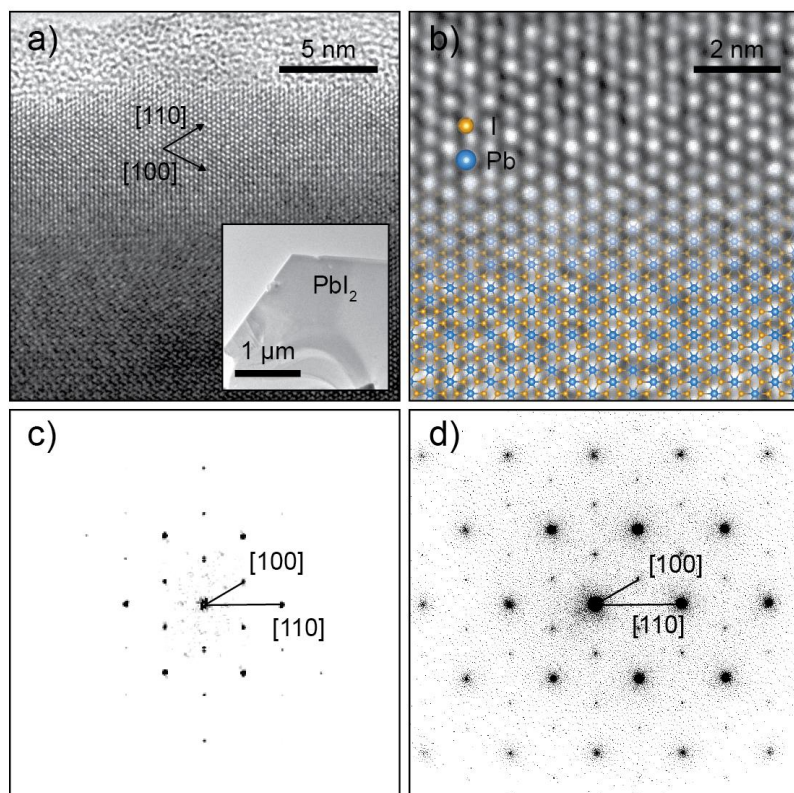 a)
5 nm
[110]
[100]
PbI₂
1 µm
b)
2 nm
I
Pb
c)
[100]
[110]
d)
[100]
[110]